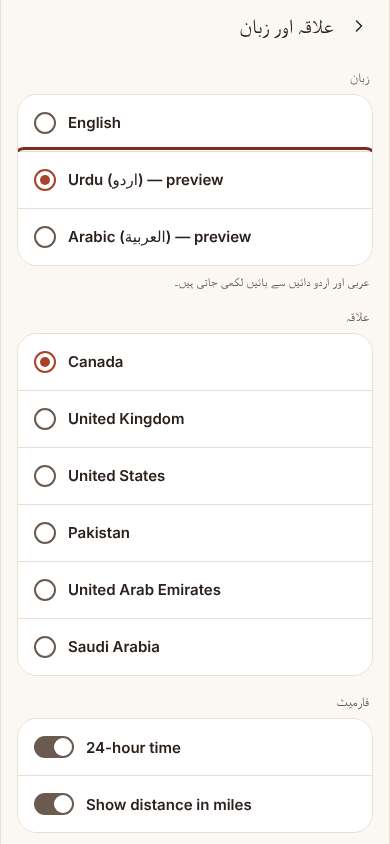 علاقہ اور زبان
زبان
English
Urdu (اردو) — preview
Arabic (العربية) — preview
عربی اور اردو دائیں سے بائیں لکھی جاتی ہیں۔
علاقہ
Canada
United Kingdom
United States
Pakistan
United Arab Emirates
Saudi Arabia
فارمیٹ
24-hour time
Show distance in miles